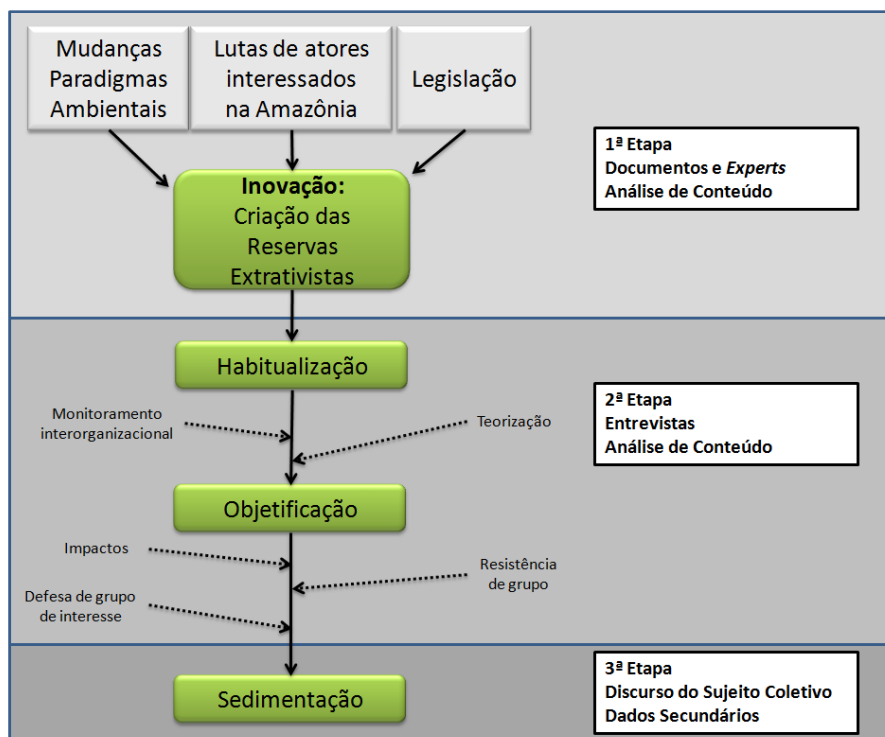 Mudanças
Paradigmas
Ambientais
Lutas de atores
interessados
na Amazônia
Legislação
1ª Etapa
Documentos e Experts
Análise de Conteúdo
Inovação:
Criação das
Reservas
Extrativistas
Habitualização
Monitoramento
interorganizacional
Teorização
2ª Etapa
Entrevistas
Análise de Conteúdo
Objetificação
Impactos
Resistência
de grupo
Defesa de grupo
de interesse
Sedimentação
3ª Etapa
Discurso do Sujeito Coletivo
Dados Secundários